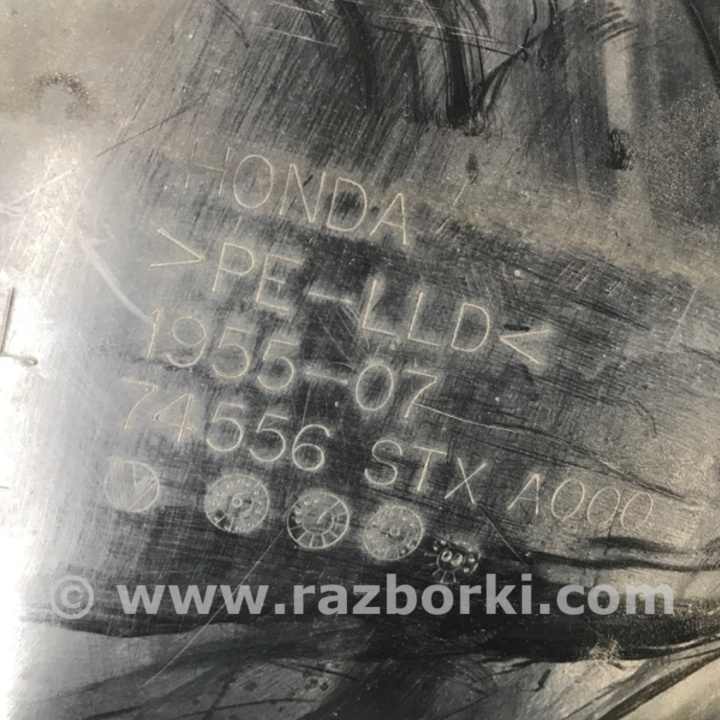 HONDA
>PE-LLD<
1955-07
74556 STX A000
© www.razborki.com